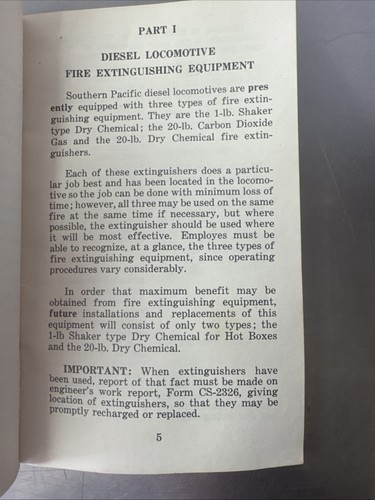 PART I
DIESEL LOCOMOTIVE
FIRE EXTINGUISHING EQUIPMENT
Southern Pacific diesel locomotives are pres
ently equipped with three types of fire extin-
guishing equipment. They are the 1-lb. Shaker
type Dry Chemical; the 20-lb. Carbon Dioxide
Gas and the 20-lb. Dry Chemical fire extin-
guishers.
Each of these extinguishers does a particu-
lar job best and has been located in the locomo-
tive so the job can be done with minimum loss of
time; however, all three may be used on the same
fire at the same time if necessary, but where
possible, the extinguisher should be used where
it will be most effective. Employes must be
able to recognize, at a glance, the three types of
fire extinguishing equipment, since operating
procedures vary considerably.
In order that maximum benefit may be
obtained from fire extinguishing equipment,
future installations and replacements of this
equipment will consist of only two types; the
1-lb Shaker type Dry Chemical for Hot Boxes
and the 20-lb. Dry Chemical.
IMPORTANT: When extinguishers have
been used, report of that fact must be made on
engineer's work report, Form CS-2326, giving
location of extinguishers, so that they may be
promptly recharged or replaced.
5